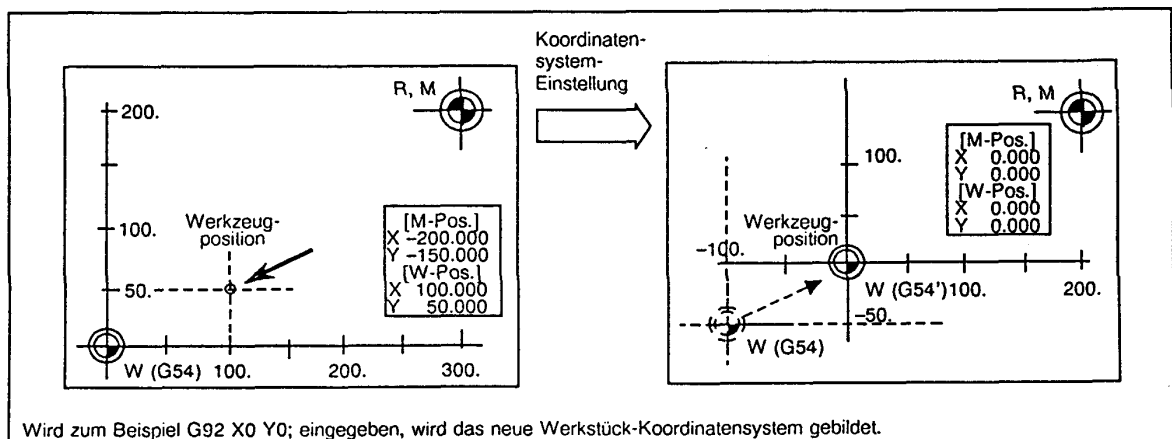 Koordinaten-
system-
Einstellung
R, M
200.
100.
50.
Werkzeug-
position
[M-Pos.]
X -200.000
Y -150.000
[W-Pos.]
X 100.000
Y 50.000
W (G54) 100. 200. 300.
R, M
100.
[M-Pos.]
X 0.000
Y 0.000
[W-Pos.]
X 0.000
Y 0.000
Werkzeug-
position
-100.
W (G54') 100. 200.
-50.
W (G54)
Wird zum Beispiel G92 X0 Y0; eingegeben, wird das neue Werkstück-Koordinatensystem gebildet.